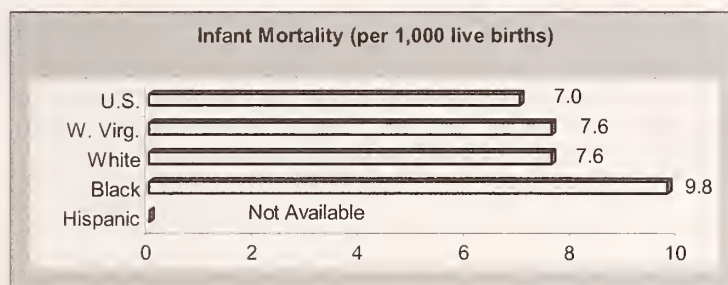 Infant Mortality (per 1,000 live births)
U.S. 7.0
W. Virg. 7.6
White 7.6
Black 9.8
Hispanic Not Available
0 2 4 6 8 10